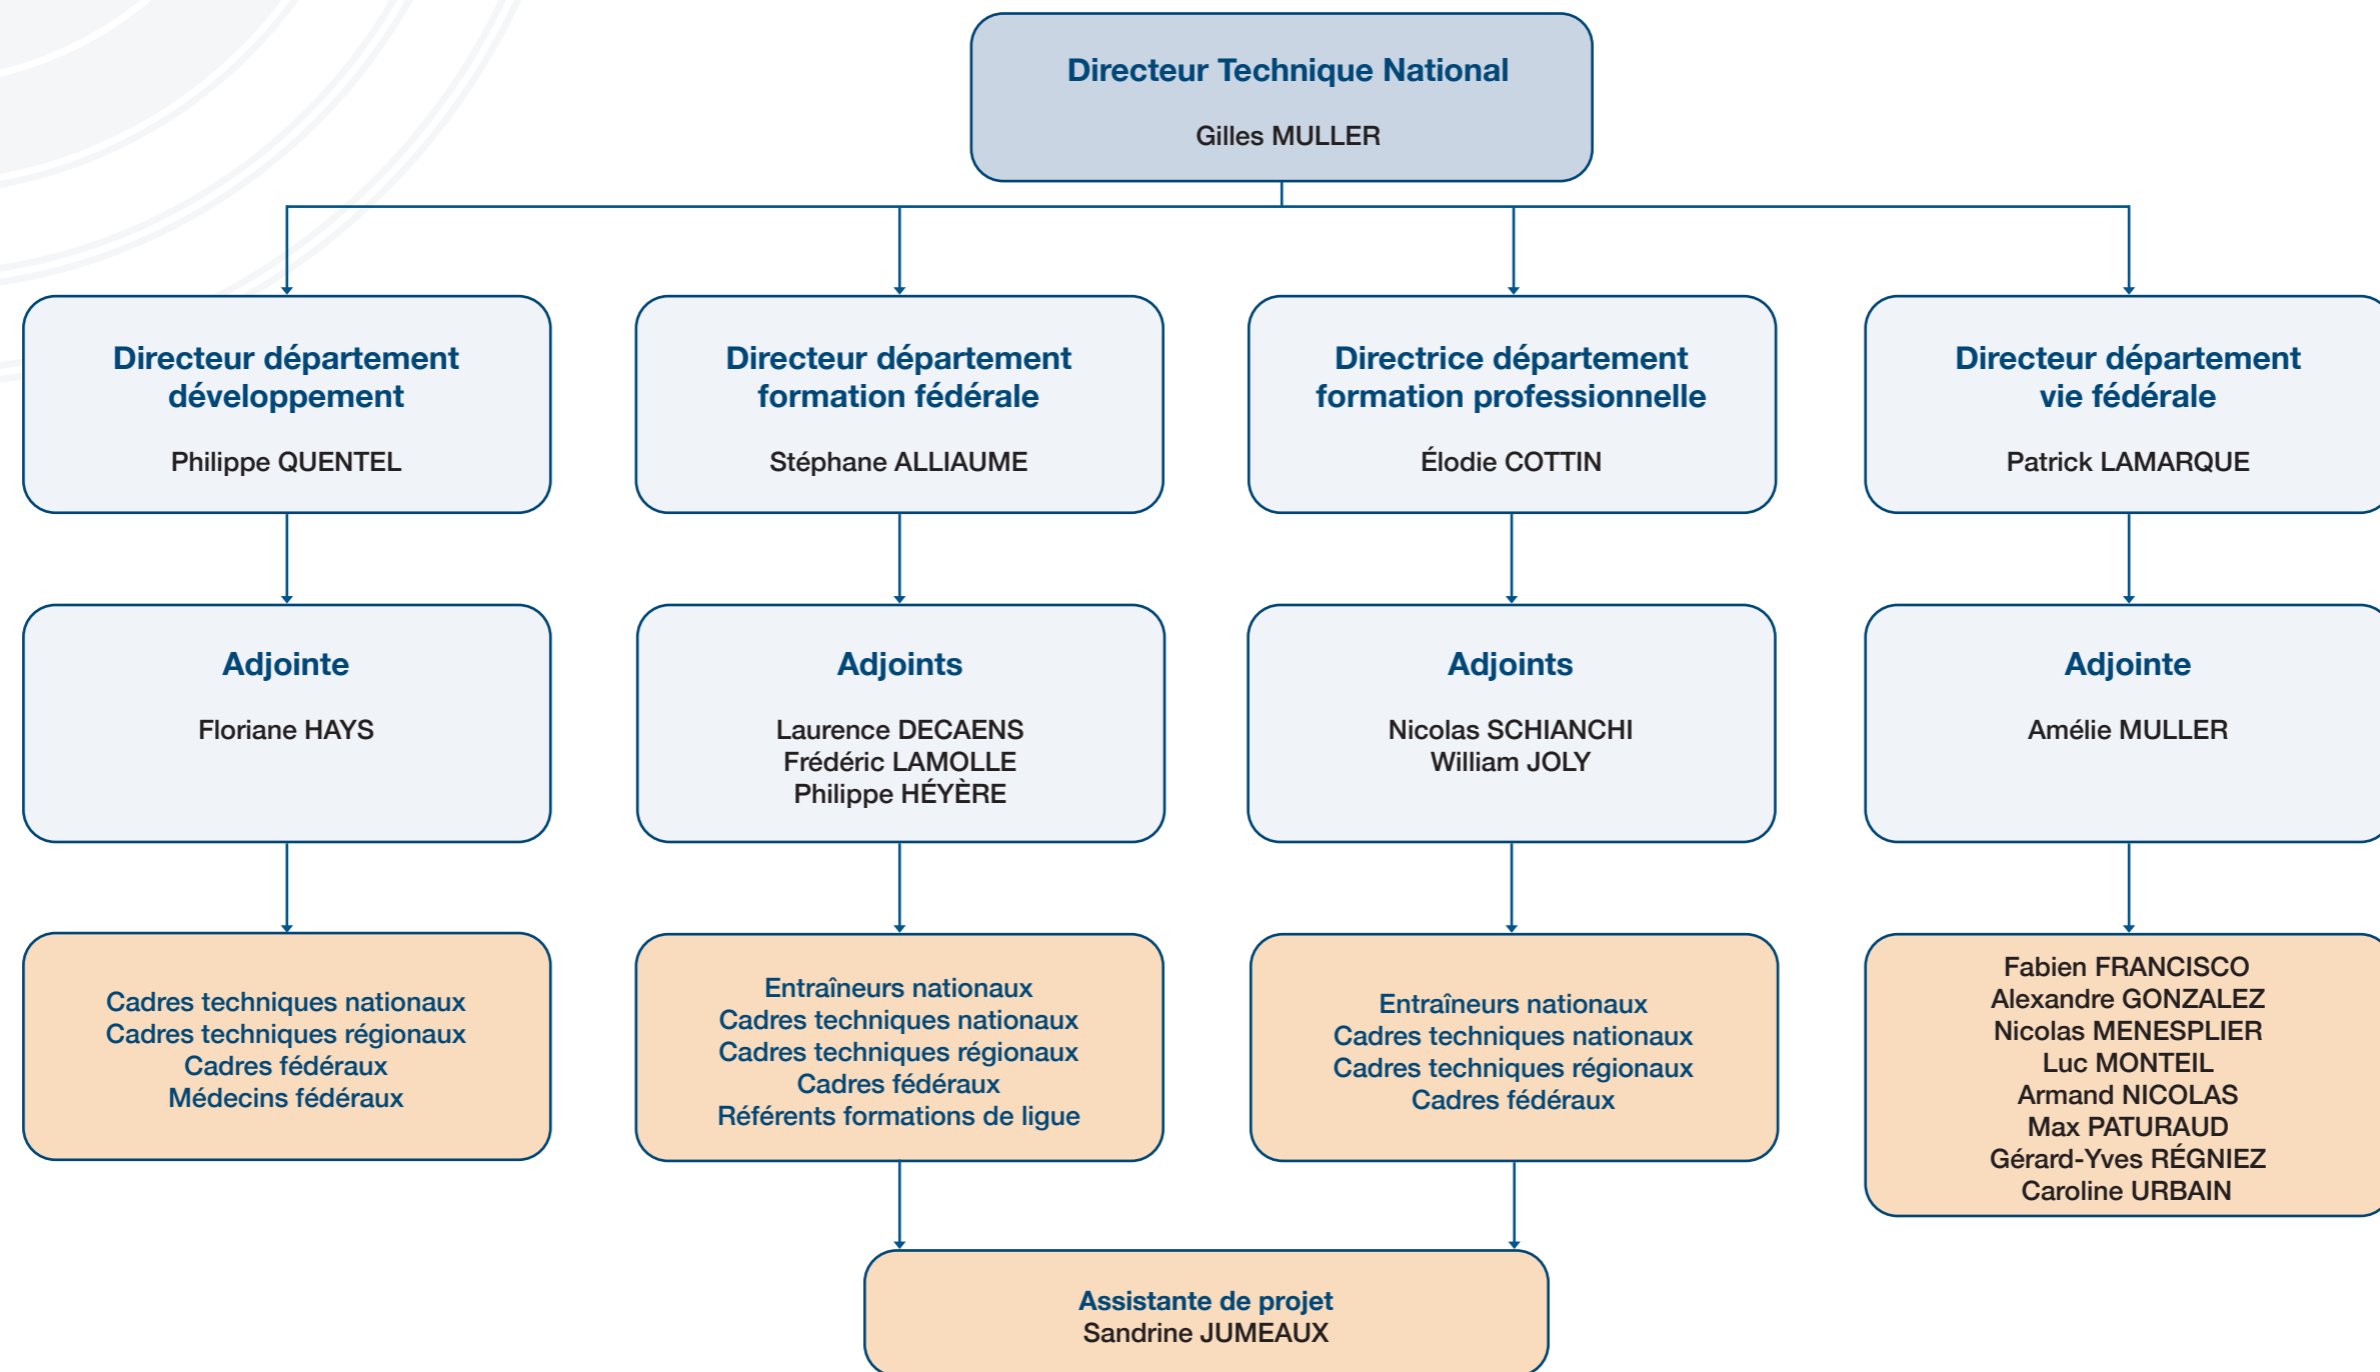 Directeur Technique National
Gilles MULLER
Directeur département
développement
Philippe QUENTEL
Directeur département
formation fédérale
Stéphane ALLIAUME
Directrice département
formation professionnelle
Élodie COTTIN
Directeur département
vie fédérale
Patrick LAMARQUE
Adjointe
Floriane HAYS
Adjoints
Laurence DECAENS
Frédéric LAMOLLE
Philippe HÉYÈRE
Adjoints
Nicolas SCHIANCHI
William JOLY
Adjointe
Amélie MULLER
Cadres techniques nationaux
Cadres techniques régionaux
Cadres fédéraux
Médecins fédéraux
Entraîneurs nationaux
Cadres techniques nationaux
Cadres techniques régionaux
Cadres fédéraux
Référents formations de ligue
Entraîneurs nationaux
Cadres techniques nationaux
Cadres techniques régionaux
Cadres fédéraux
Fabien FRANCISCO
Alexandre GONZALEZ
Nicolas MENESPLIER
Luc MONTEIL
Armand NICOLAS
Max PATURAUD
Gérard-Yves RÉGNIEZ
Caroline URBAIN
Assistante de projet
Sandrine JUMEAUX